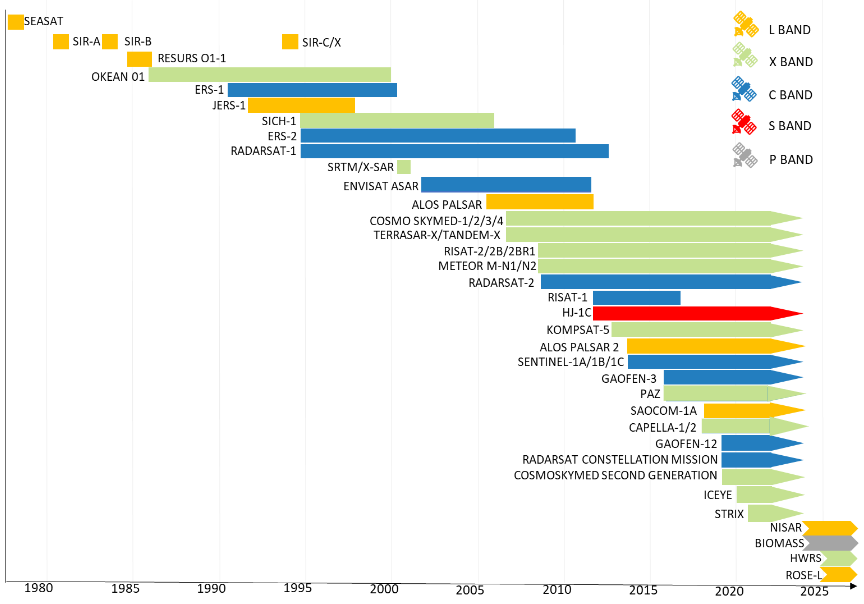 SEASAT
L BAND
SIR-A SIR-B SIR-C/X
RESURS O1-1
X BAND
OKEAN 01
ERS-1
C BAND
JERS-1
SICH-1
S BAND
ERS-2
RADARSAT-1
P BAND
SRTM/X-SAR
ENVISAT ASAR
ALOS PALSAR
COSMO SKYMED-1/2/3/4
TERRASAR-X/TANDEM-X
RISAT-2/2B/2BR1
METEOR M-N1/N2
RADARSAT-2
RISAT-1
HJ-1C
KOMPSAT-5
ALOS PALSAR 2
SENTINEL-1A/1B/1C
GAOFEN-3
PAZ
SAOCOM-1A
CAPELLA-1/2
GAOFEN-12
RADARSAT CONSTELLATION MISSION
COSMOSKYMED SECOND GENERATION
ICEYE
STRIX
NISAR
BIOMASS
HWRS
ROSE-L
1980 1985 1990 1995 2000 2005 2010 2015 2020 2025